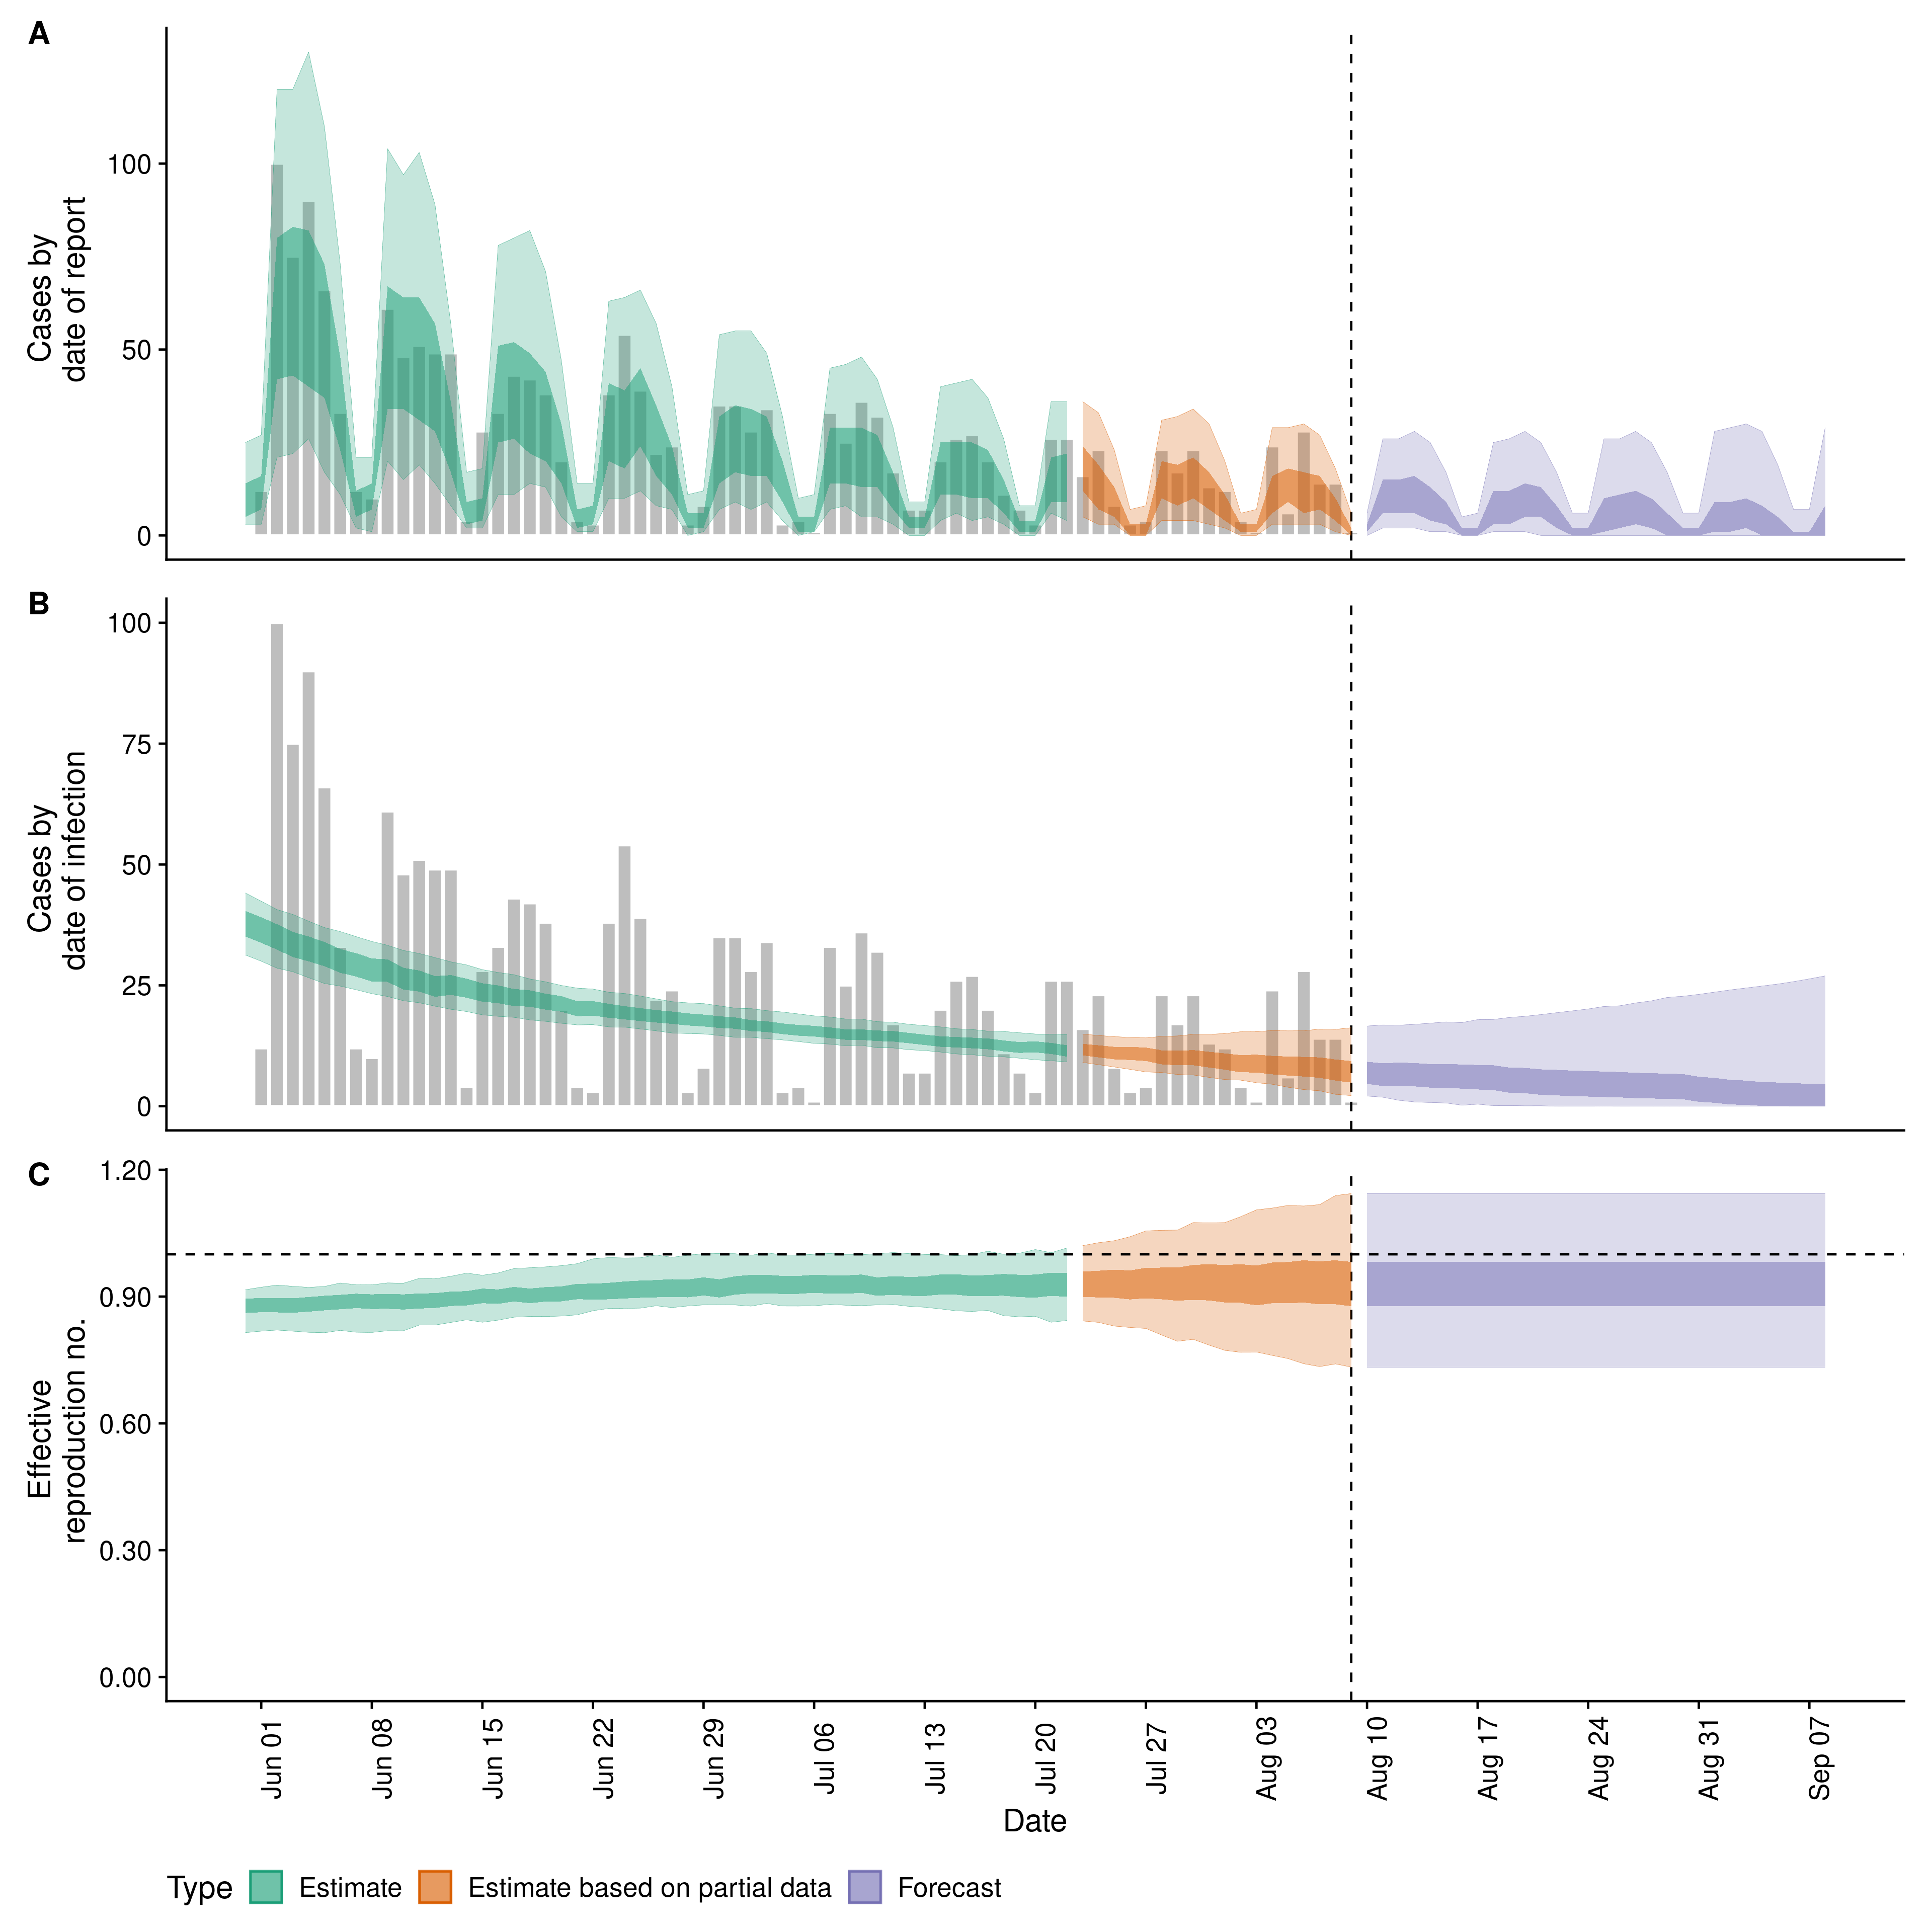 A
Cases by
date of report
100
50
0
B
Cases by
date of infection
100
75
50
25
0
C
Effective
reproduction no.
1.20
0.90
0.60
0.30
0.00
Jun 01
Jun 08
Jun 15
Jun 22
Jun 29
Jul 06
Jul 13
Jul 20
Jul 27
Aug 03
Aug 10
Aug 17
Aug 24
Aug 31
Sep 07
Date
Type Estimate Estimate based on partial data Forecast